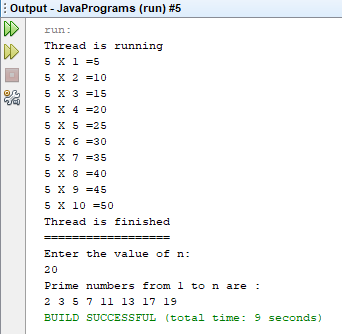 Output - JavaPrograms (run) #5
run:
Thread is running
5 X 1 =5
5 X 2 =10
5 X 3 =15
5 X 4 =20
5 X 5 =25
5 X 6 =30
5 X 7 =35
5 X 8 =40
5 X 9 =45
5 X 10 =50
Thread is finished
===================
Enter the value of n:
20
Prime numbers from 1 to n are :
2 3 5 7 11 13 17 19
BUILD SUCCESSFUL (total time: 9 seconds)